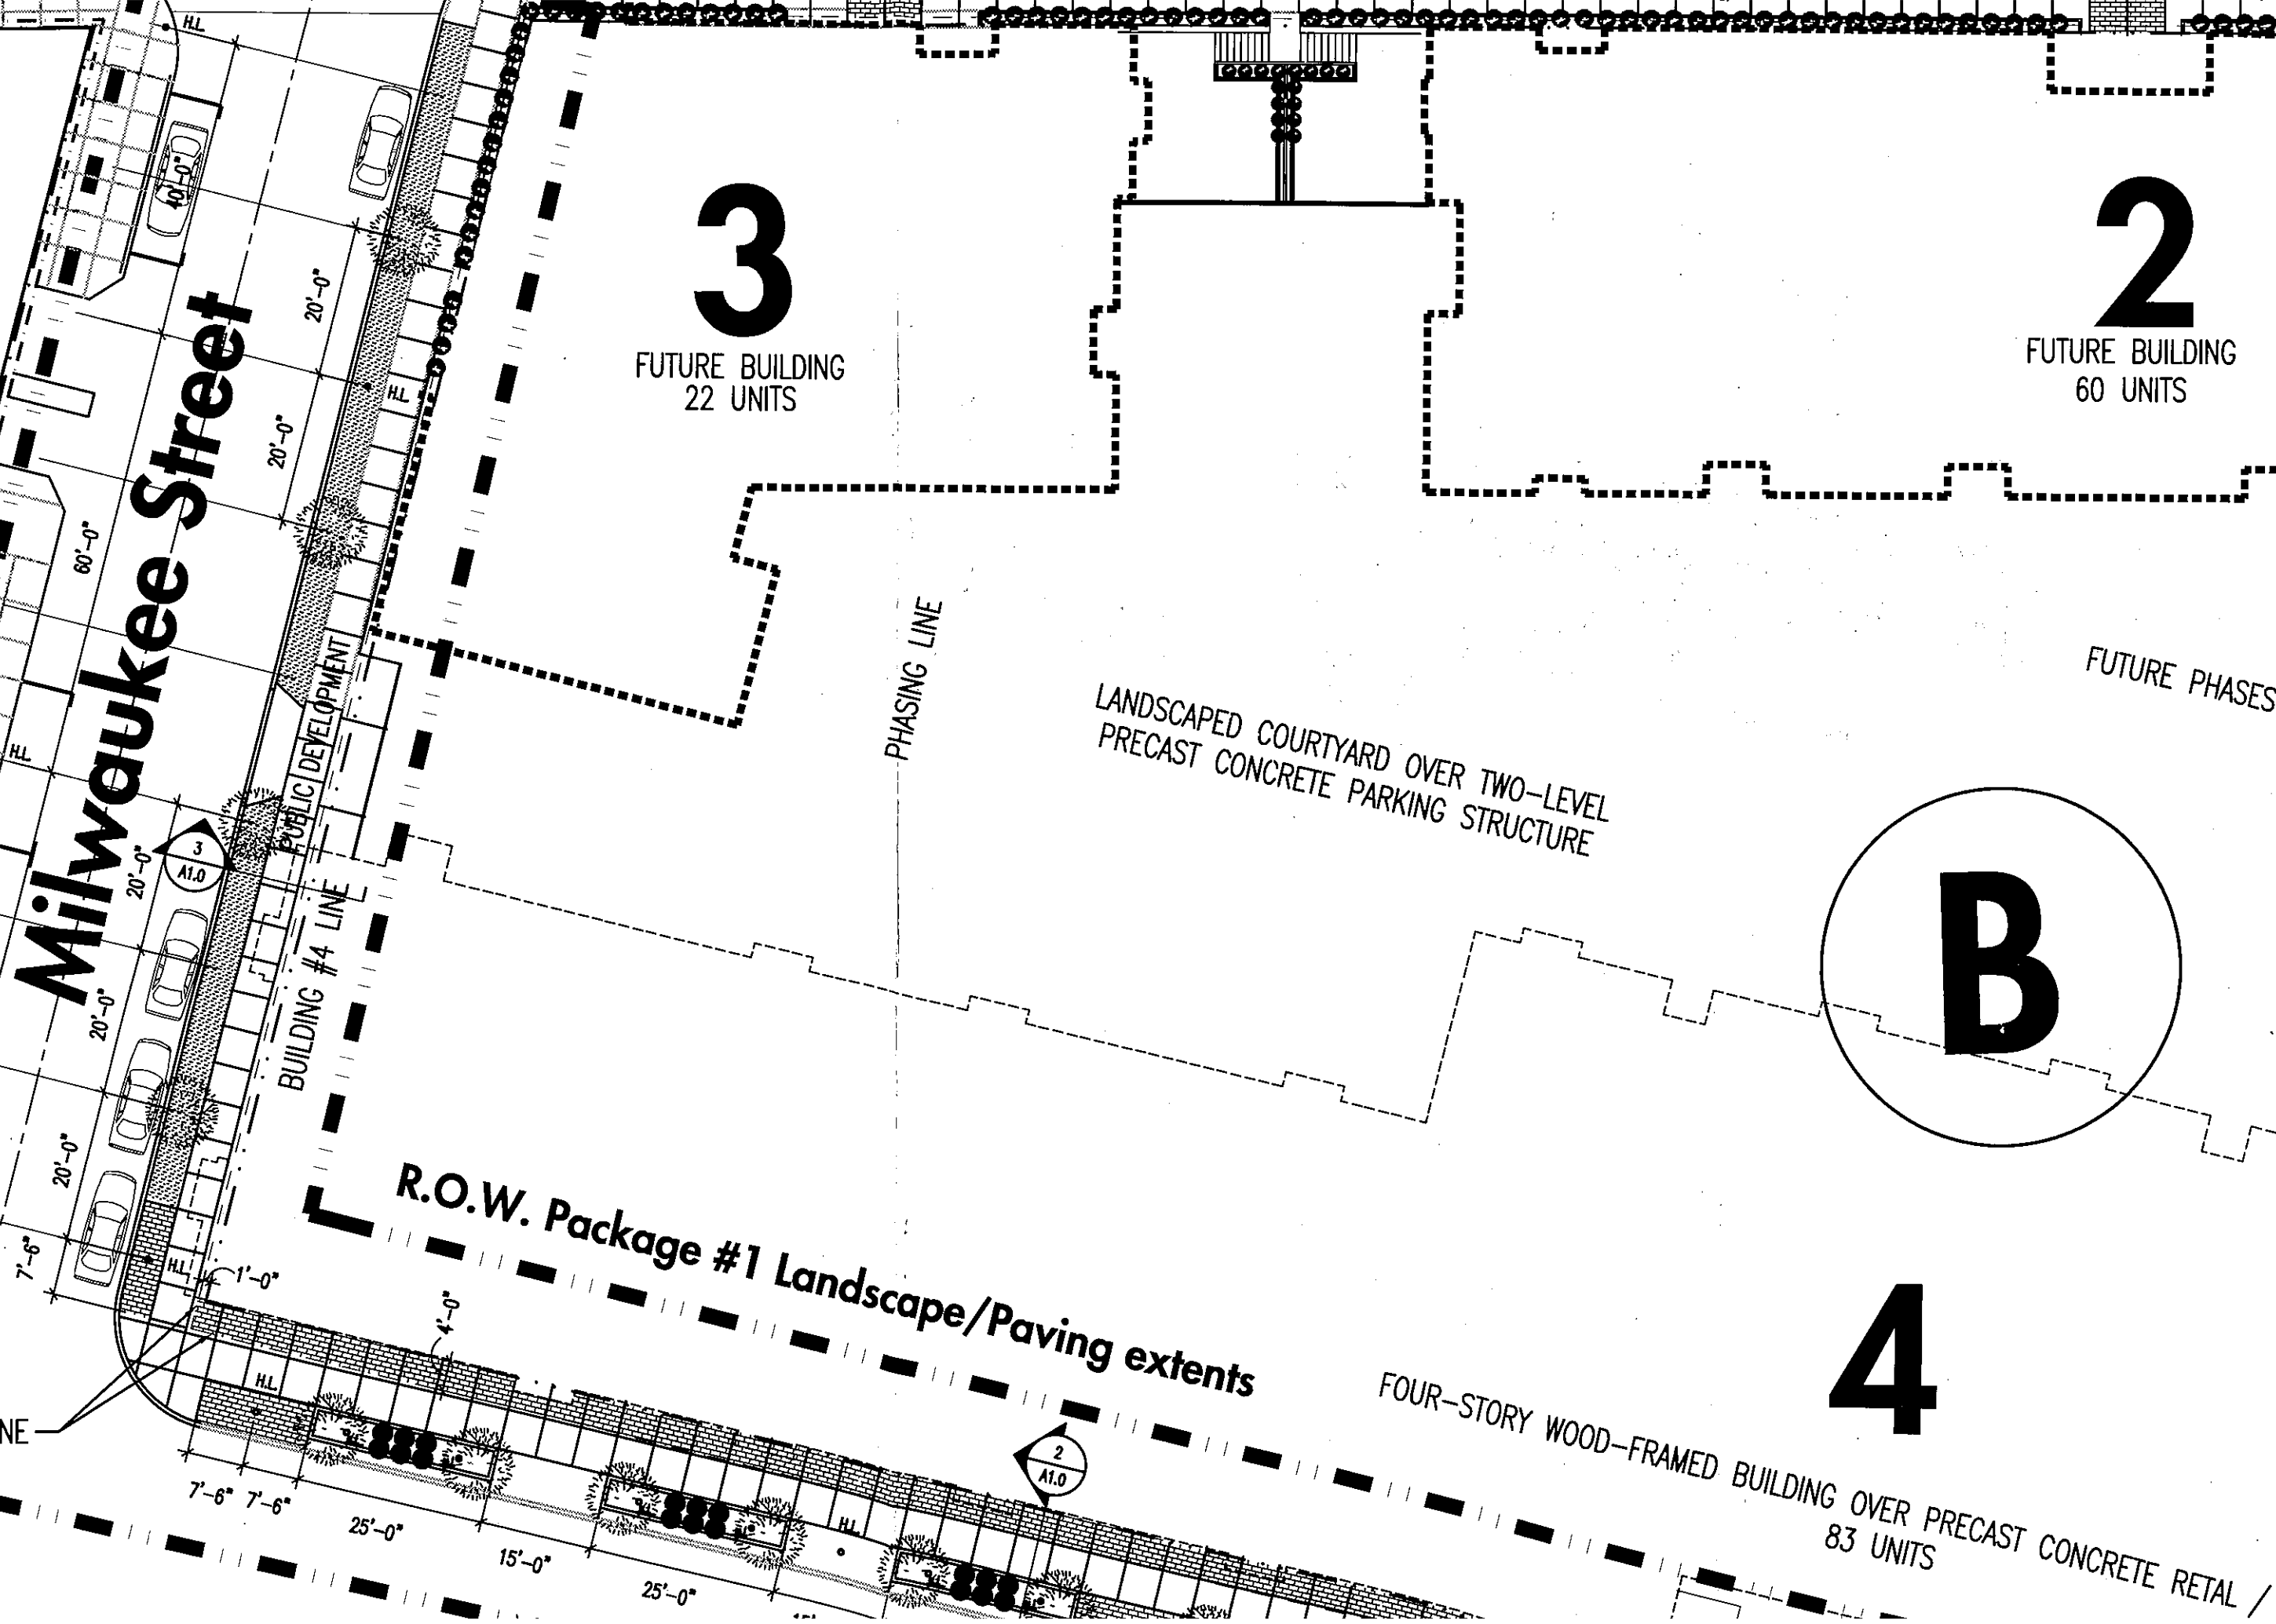 H.L.
40'-0"
20'-0"
3
FUTURE BUILDING
22 UNITS
2
FUTURE BUILDING
60 UNITS
Milwaukee Street
H.L.
20'-0"
60'-0"
PUBLIC DEVELOPMENT
PHASING LINE
FUTURE PHASES
LANDSCAPED COURTYARD OVER TWO-LEVEL
PRECAST CONCRETE PARKING STRUCTURE
H.L.
3
A1.0
20'-0"
B
BUILDING #4 LINE
20'-0"
20'-0"
R.O.W. Package #1 Landscape/Paving extents
7'-6"
H.L.
1'-0"
4'-0"
4
FOUR-STORY WOOD-FRAMED BUILDING OVER PRECAST CONCRETE RETAL /
83 UNITS
H.L.
NE
2
A1.0
7'-6" 7'-6"
25'-0"
H.L.
15'-0"
25'-0"